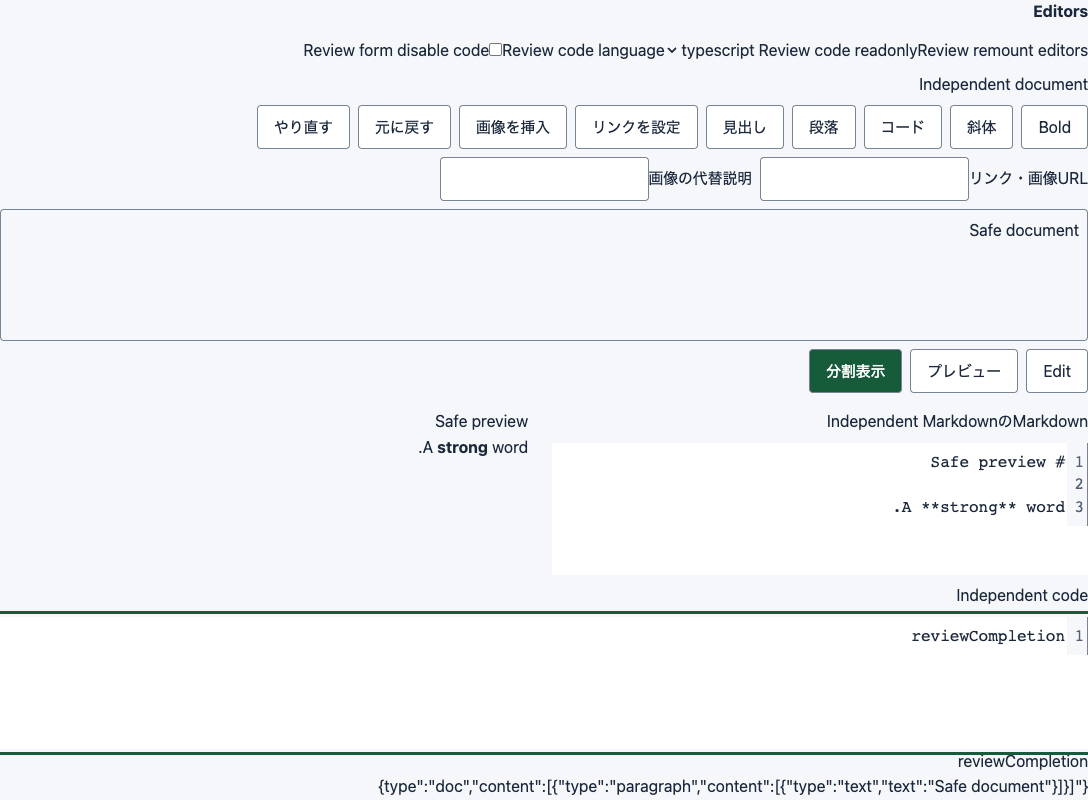 Editors
Review form disable codeReview code language typescript Review code readonlyReview remount editors
Independent document
Bold 斜体 コード 段落 見出し リンクを設定 画像を挿入 元に戻す やり直す
リンク・画像URL 画像の代替説明
Safe document
Edit プレビュー 分割表示
Independent MarkdownのMarkdown
1 Safe preview #
2
3 .A **strong** word
Safe preview
.A strong word
Independent code
1 reviewCompletion
reviewCompletion
{type":"doc","content":[{"type":"paragraph","content":[{"type":"text","text":"Safe document"}]}]"}